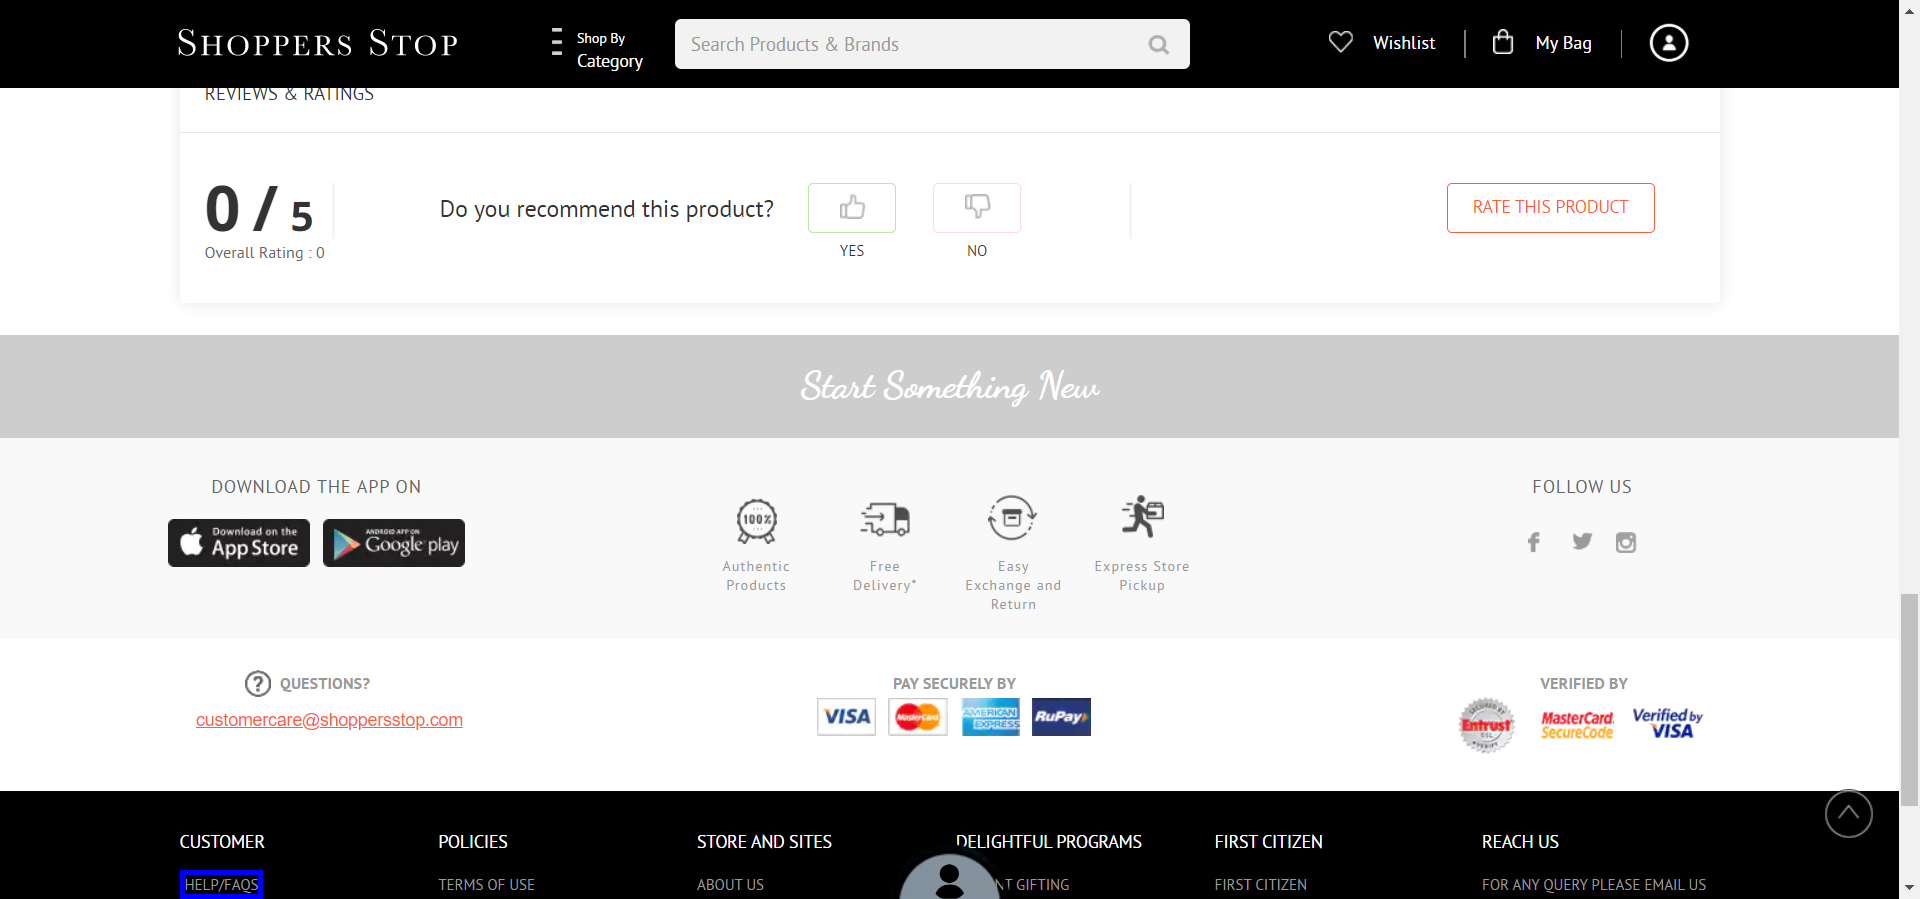 SHOPPERS STOP
Shop By
Category
Search Products & Brands
Wishlist
My Bag
REVIEWS & RATINGS
0 / 5
Overall Rating : 0
Do you recommend this product?
YES
NO
RATE THIS PRODUCT
Start Something New
DOWNLOAD THE APP ON
Download on the
App Store
ANDROID APP ON
Google play
100%
Authentic
Products
Free
Delivery*
Easy
Exchange and
Return
Express Store
Pickup
FOLLOW US
? QUESTIONS?
customercare@shoppersstop.com
PAY SECURELY BY
VISA
MasterCard
AMERICAN
EXPRESS
RuPay
VERIFIED BY
SECURED BY
Entrust
SSL
MasterCard.
SecureCode
Verified by
VISA
CUSTOMER
HELP/FAQS
POLICIES
TERMS OF USE
STORE AND SITES
ABOUT US
DELIGHTFUL PROGRAMS
GIFTING
FIRST CITIZEN
FIRST CITIZEN
REACH US
FOR ANY QUERY PLEASE EMAIL US